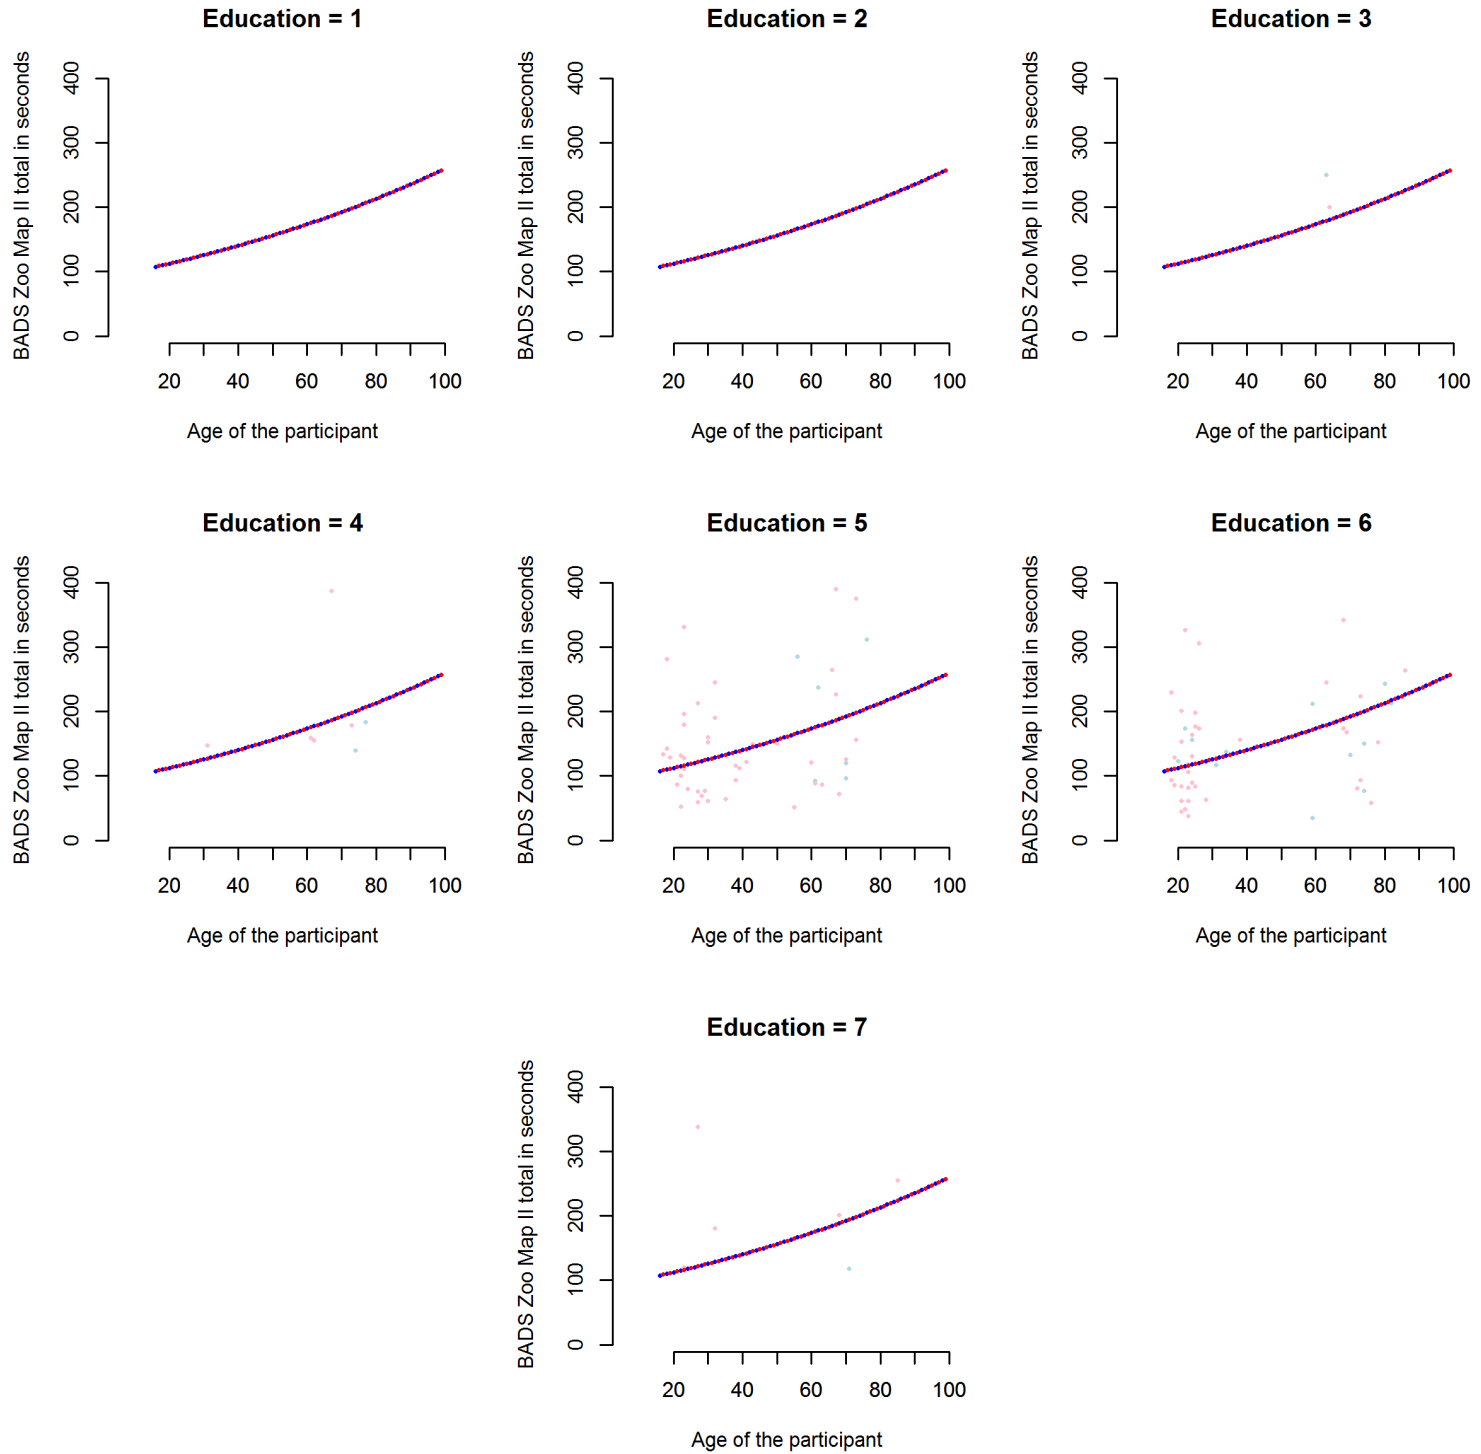 Education = 1
BADS Zoo Map II total in seconds
400
300
200
100
0
20 40 60 80 100
Age of the participant
Education = 2
BADS Zoo Map II total in seconds
400
300
200
100
0
20 40 60 80 100
Age of the participant
Education = 3
BADS Zoo Map II total in seconds
400
300
200
100
0
20 40 60 80 100
Age of the participant
Education = 4
BADS Zoo Map II total in seconds
400
300
200
100
0
20 40 60 80 100
Age of the participant
Education = 5
BADS Zoo Map II total in seconds
400
300
200
100
0
20 40 60 80 100
Age of the participant
Education = 6
BADS Zoo Map II total in seconds
400
300
200
100
0
20 40 60 80 100
Age of the participant
Education = 7
BADS Zoo Map II total in seconds
400
300
200
100
0
20 40 60 80 100
Age of the participant